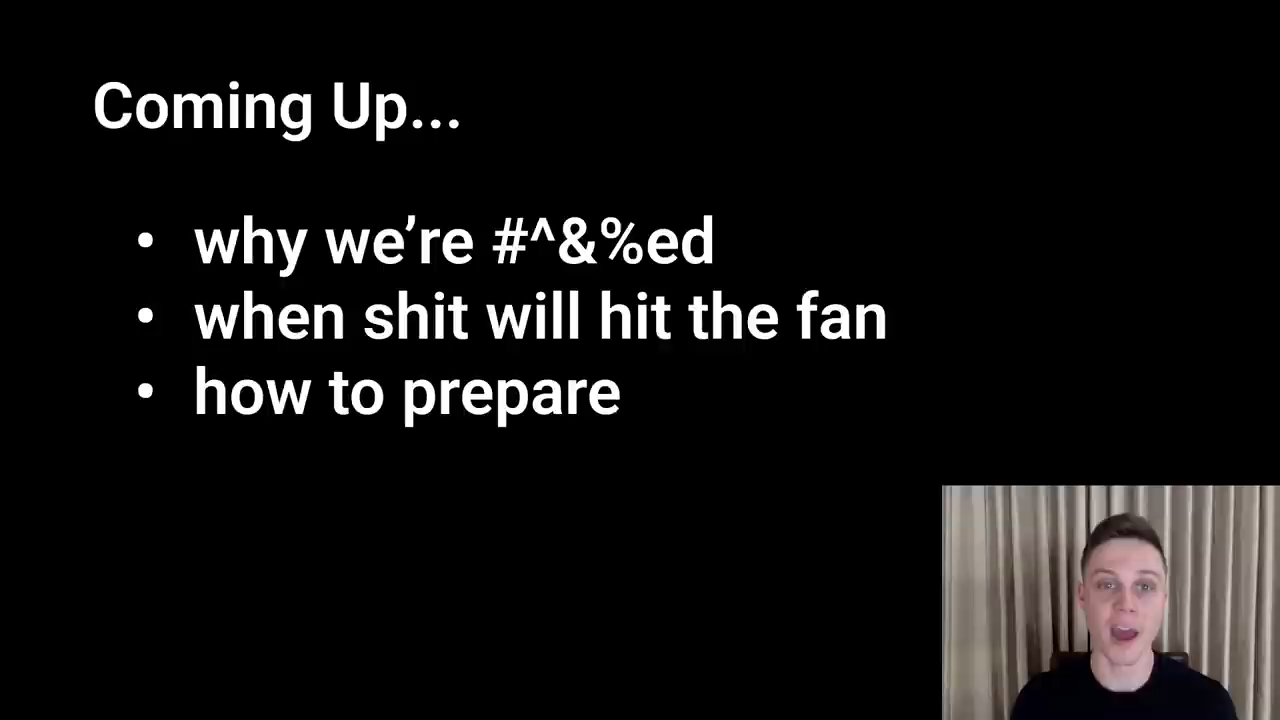 Coming Up...
• why we’re #^&%ed
• when shit will hit the fan
• how to prepare